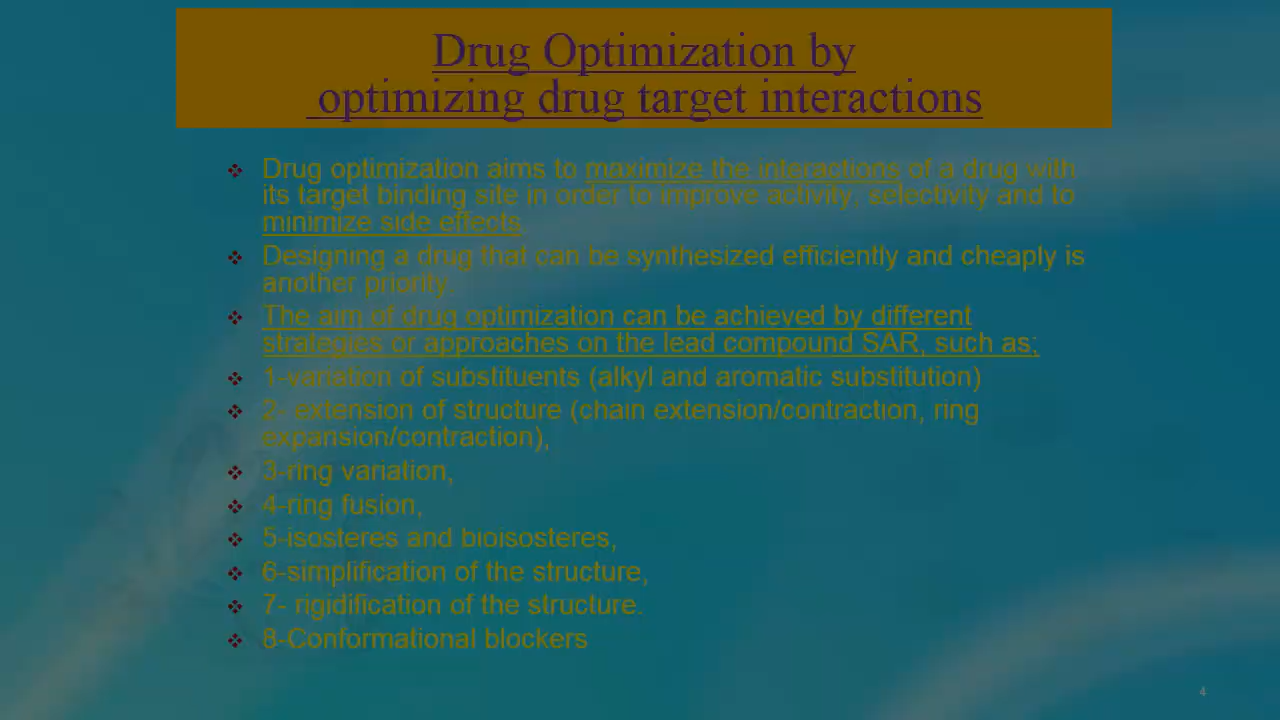 Drug Optimization by
optimizing drug target interactions
❖ Drug optimization aims to maximize the interactions of a drug with
its target binding site in order to improve activity, selectivity and to
minimize side effects.
❖ Designing a drug that can be synthesized efficiently and cheaply is
another priority.
❖ The aim of drug optimization can be achieved by different
strategies or approaches on the lead compound SAR, such as:
❖ 1-variation of substituents (alkyl and aromatic substitution)
❖ 2- extension of structure (chain extension/contraction, ring
expansion/contraction),
❖ 3-ring variation,
❖ 4-ring fusion,
❖ 5-isosteres and bioisosteres,
❖ 6-simplification of the structure,
❖ 7- rigidification of the structure.
❖ 8-Conformational blockers
4